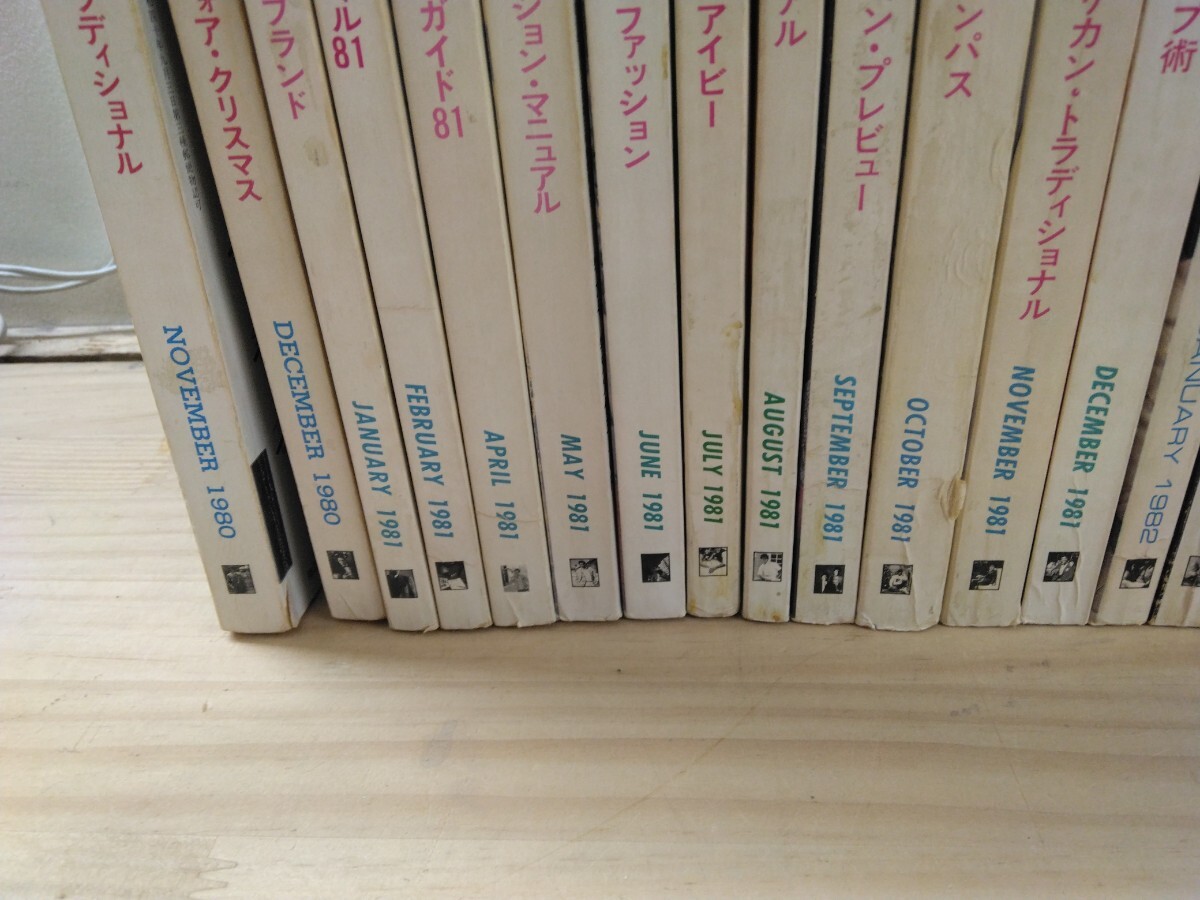 ディショナル
NOVEMBER 1980
ア・クリスマス
DECEMBER 1980
ブランド
JANUARY 1981
ル81
FEBRUARY 1981
ガイド81
APRIL 1981
ション・マニュアル
MAY 1981
ファッション
JUNE 1981
アイビー
JULY 1981
ル
AUGUST 1981
ン・プレビュー
SEPTEMBER 1981
ンパス
OCTOBER 1981
カン・トラディショナル
NOVEMBER 1981
DECEMBER 1981
フ術
ANUARY 1982